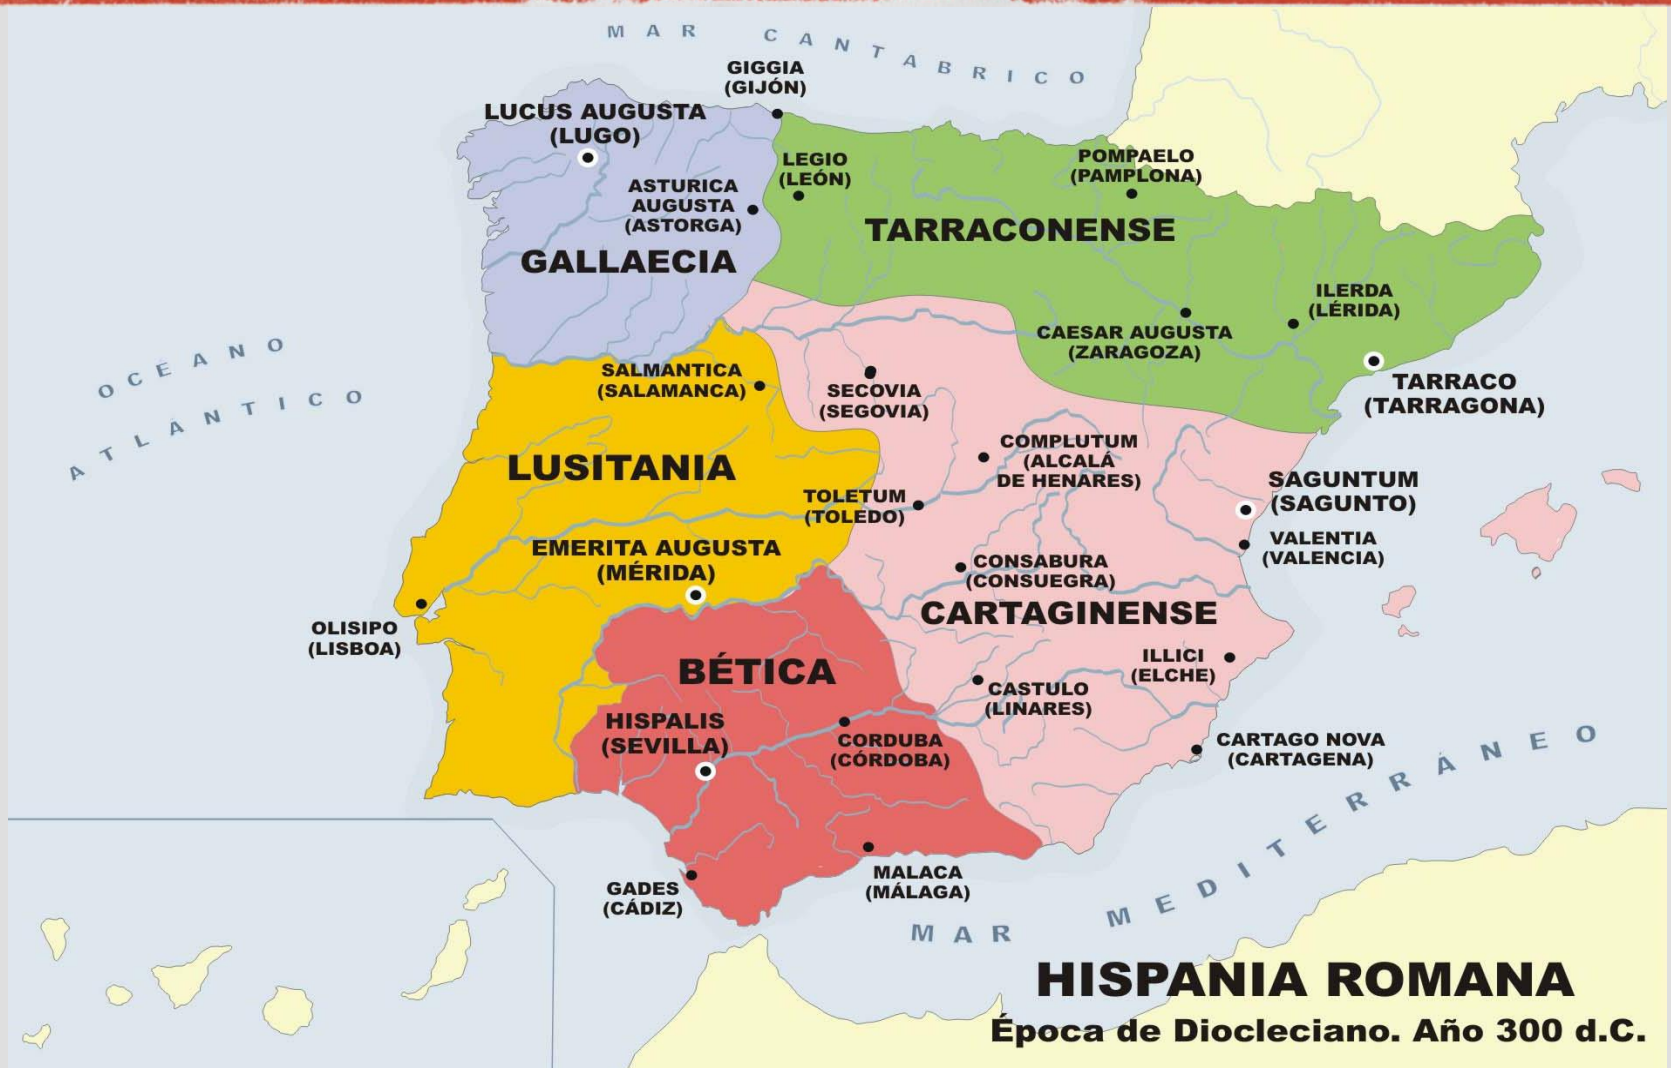 MAR CANTÁBRICO
GIGGIA
(GIJÓN)
LUCUS AUGUSTA
(LUGO)
LEGIO
(LEÓN)
POMPAELO
(PAMPLONA)
ASTURICA
AUGUSTA
(ASTORGA)
TARRACONENSE
GALLAECIA
ILERDA
(LÉRIDA)
CAESAR AUGUSTA
(ZARAGOZA)
OCÉANO
ATLÁNTICO
SALMANTICA
(SALAMANCA)
SECOVIA
(SEGOVIA)
TARRACO
(TARRAGONA)
COMPLUTUM
(ALCALÁ
DE HENARES)
LUSITANIA
SAGUNTUM
(SAGUNTO)
TOLETUM
(TOLEDO)
VALENTIA
(VALENCIA)
EMERITA AUGUSTA
(MÉRIDA)
CONSABURA
(CONSUEGRA)
CARTAGINENSE
OLISIPO
(LISBOA)
BÉTICA
ILLICI
(ELCHE)
CASTULO
(LINARES)
HISPALIS
(SEVILLA)
CORDUBA
(CÓRDOBA)
CARTAGO NOVA
(CARTAGENA)
MALACA
(MÁLAGA)
GADES
(CÁDIZ)
MAR MEDITERRÁNEO
HISPANIA ROMANA
Época de Diocleciano. Año 300 d.C.